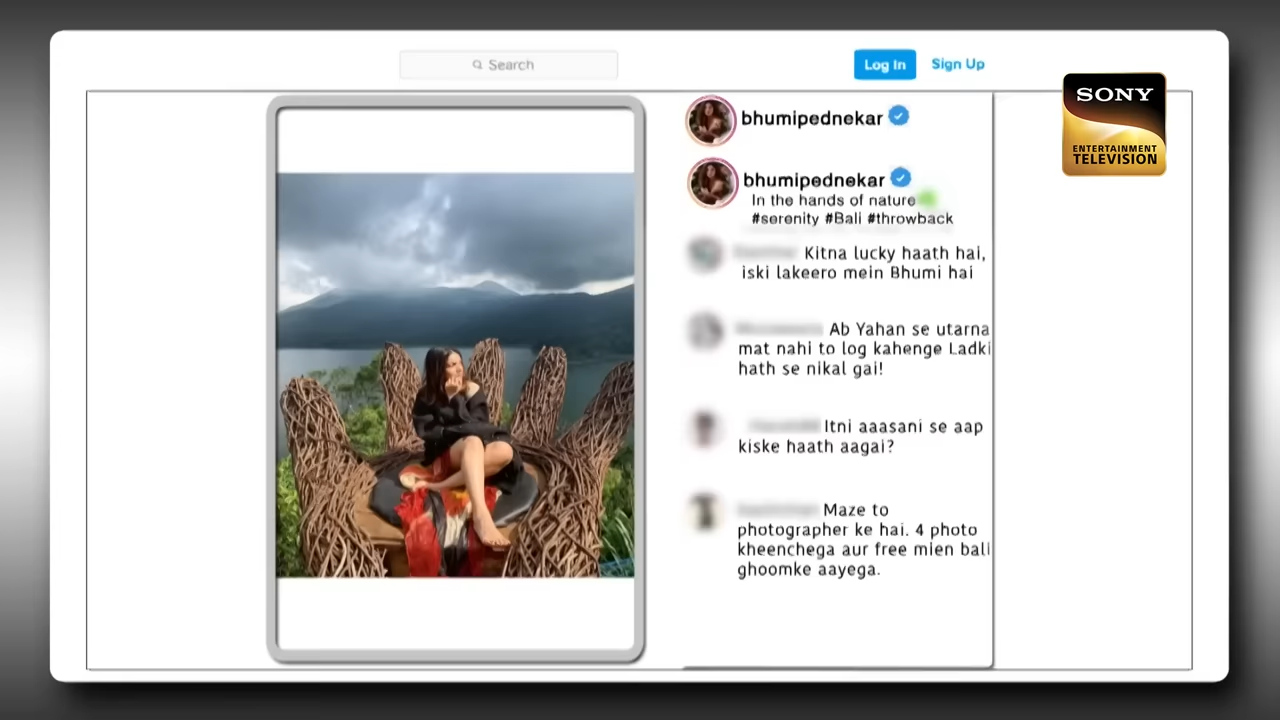 Search
Log In
Sign Up
SONY
ENTERTAINMENT
TELEVISION
bhumipednekar
bhumipednekar
In the hands of nature
#serenity #Bali #throwback
Kitna lucky haath hai,
iski lakeero mein Bhumi hai
Ab Yahan se utarna
mat nahi to log kahenge Ladki
hath se nikal gai!
Itni aaasani se aap
kiske haath aagai?
Maze to
photographer ke hai. 4 photo
kheenchega aur free mien bali
ghoomke aayega.